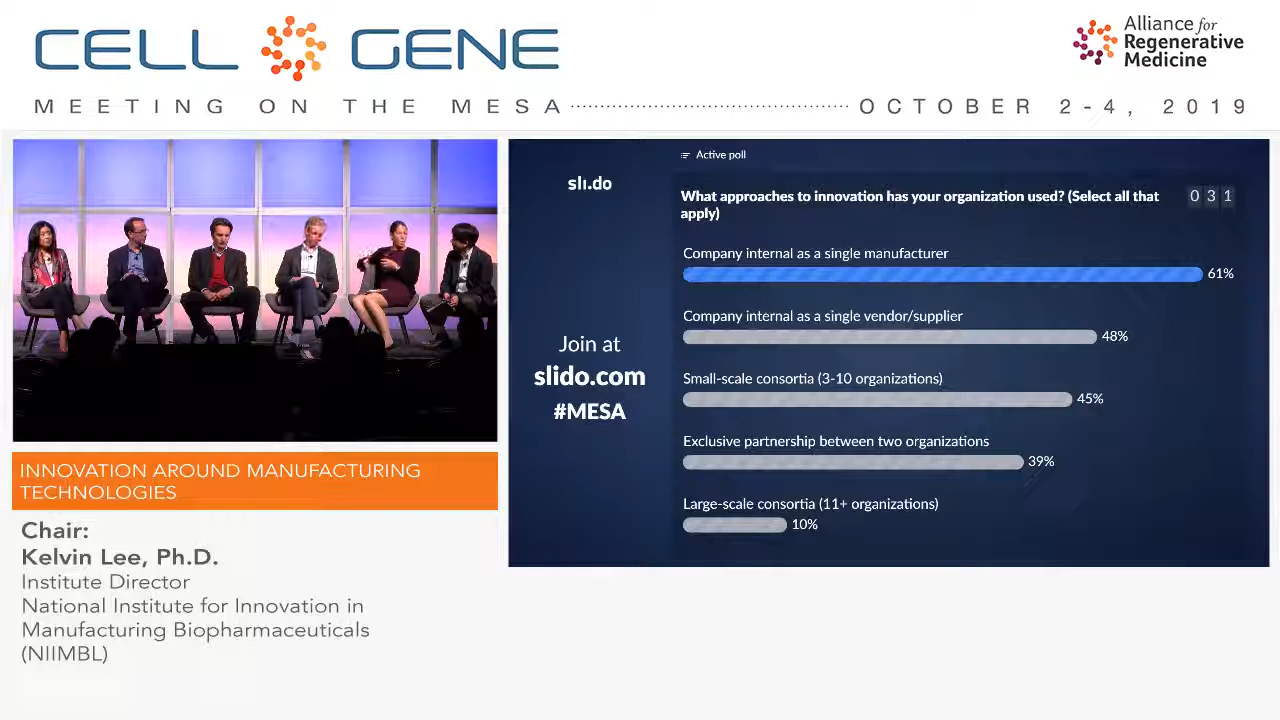 CELL GENE
Alliance for
Regenerative
Medicine
MEETING ON THE MESA
OCTOBER 2-4, 2019
sli.do
Join at
slido.com
#MESA
Active poll
What approaches to innovation has your organization used? (Select all that
apply)
0 3 1
Company internal as a single manufacturer
61%
Company internal as a single vendor/supplier
48%
Small-scale consortia (3-10 organizations)
45%
Exclusive partnership between two organizations
39%
Large-scale consortia (11+ organizations)
10%
INNOVATION AROUND MANUFACTURING
TECHNOLOGIES
Chair:
Kelvin Lee, Ph.D.
Institute Director
National Institute for Innovation in
Manufacturing Biopharmaceuticals
(NIIMBL)